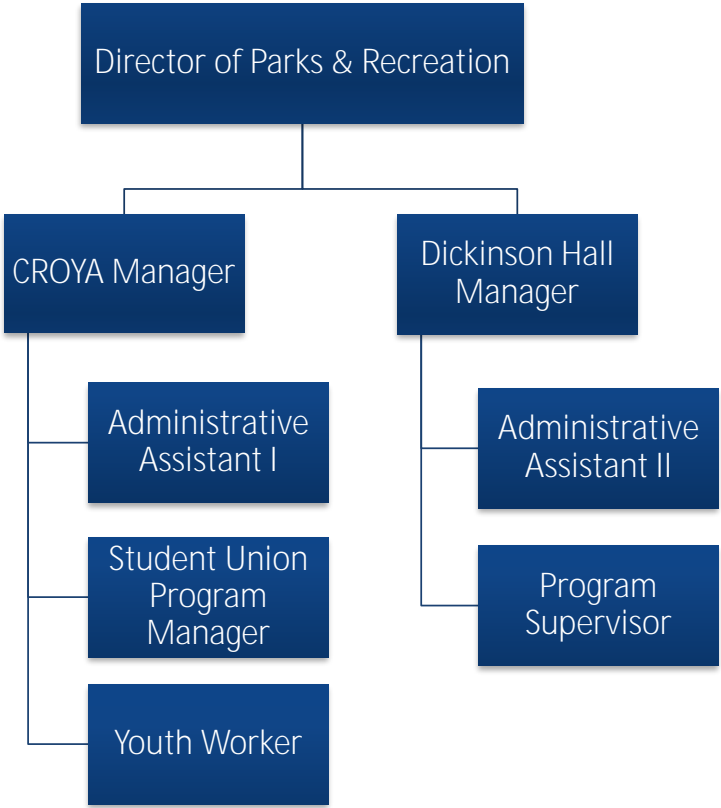 Director of Parks & Recreation
CROYA Manager
Dickinson Hall
Manager
Administrative
Assistant I
Student Union
Program
Manager
Youth Worker
Administrative
Assistant II
Program
Supervisor